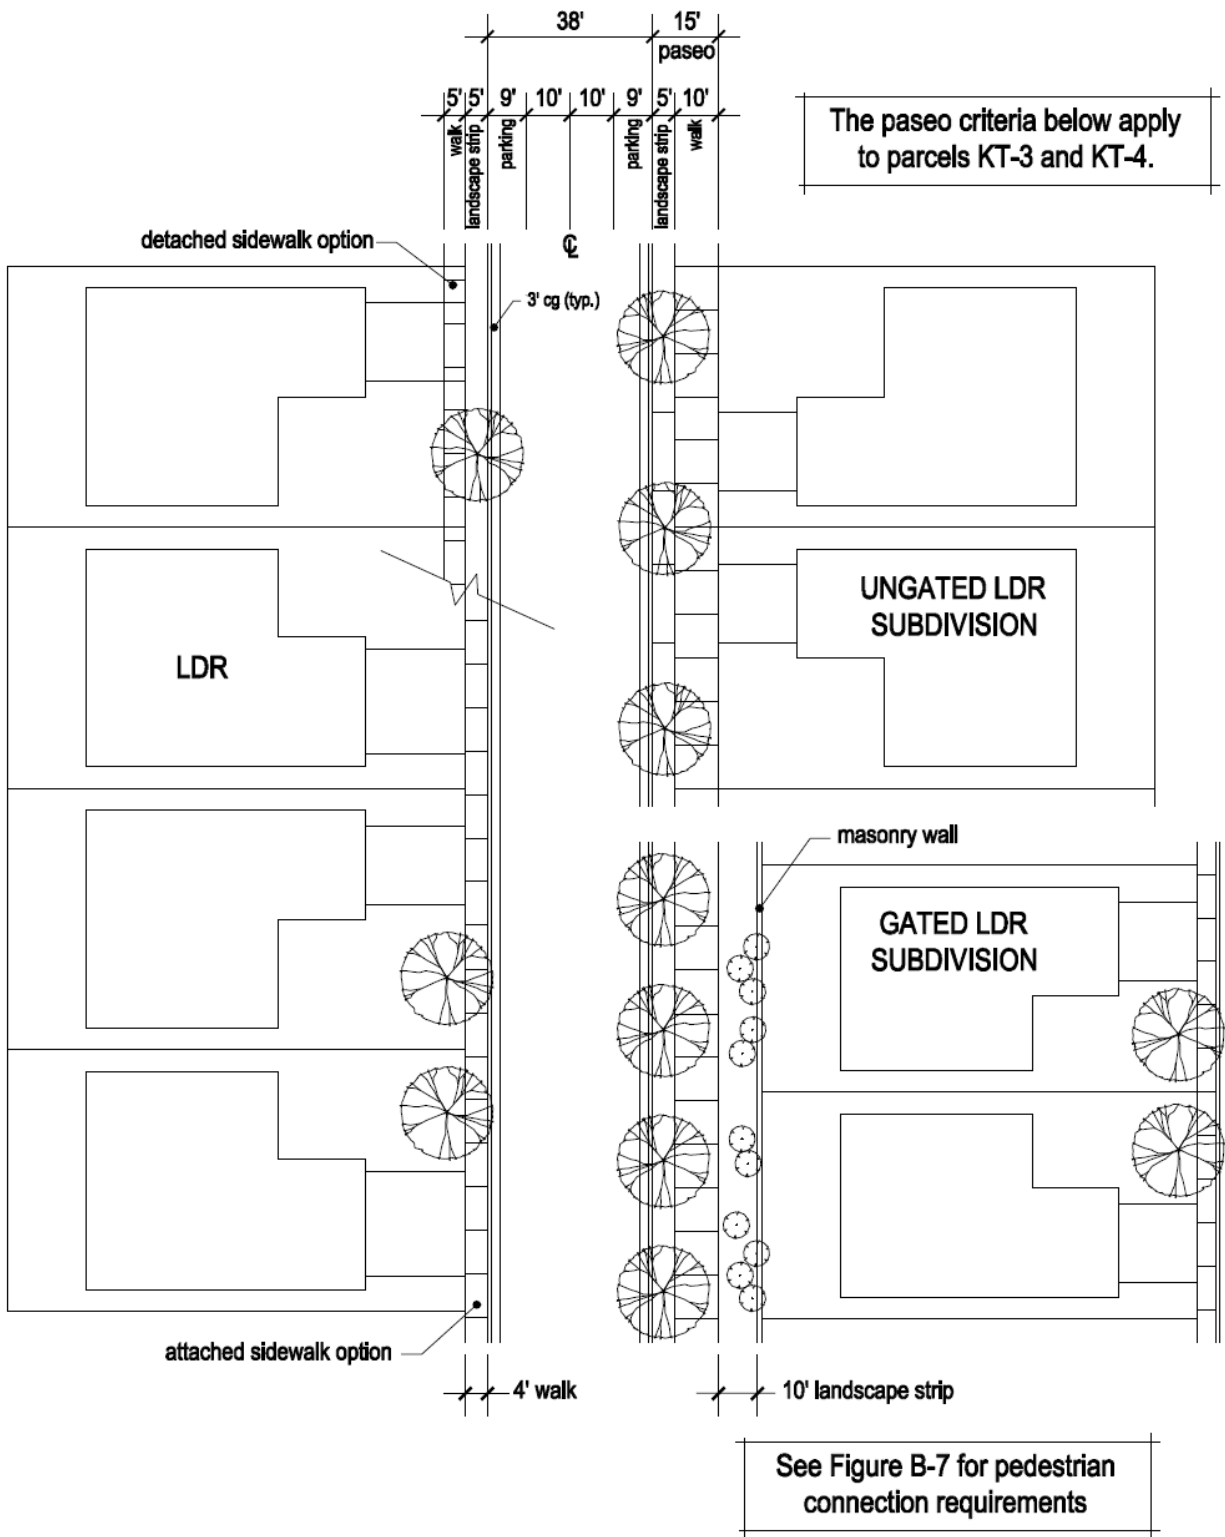 38'
15'
paseo
5'
5'
9'
10'
10'
9'
5'
10'
walk
landscape strip
parking
parking
landscape strip
walk
The paseo criteria below apply
to parcels KT-3 and KT-4.
detached sidewalk option
CL
3' cg (typ.)
UNGATED LDR
SUBDIVISION
LDR
masonry wall
GATED LDR
SUBDIVISION
attached sidewalk option
4' walk
10' landscape strip
See Figure B-7 for pedestrian
connection requirements